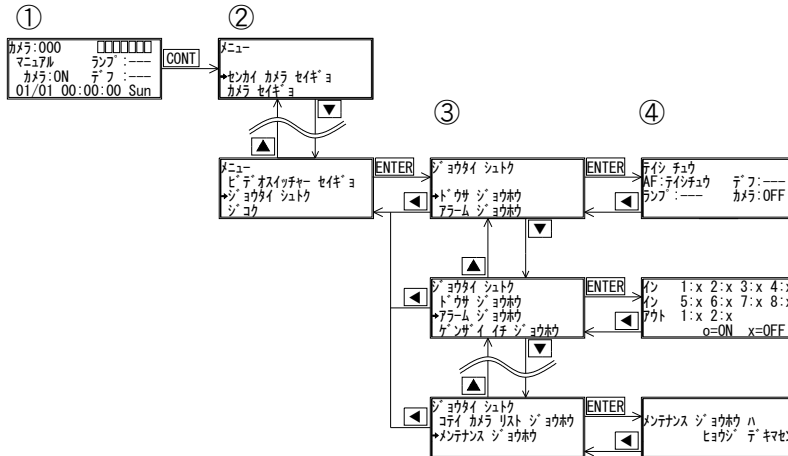 ①
②
カメラ:000 □□□□□□□
マニュアル ランプ:---
カメラ:ON デフ:---
01/01 00:00:00 Sun
CONT
メニュー
→センカイ カメラ セイギョ
カメラ セイギョ
▼
③
④
▲
メニュー
ビデオスイッチャー セイギョ
→ジョウタイ シュトク
ジコク
ENTER
◀
ジョウタイ シュトク
→ドウサ ジョウホウ
アラーム ジョウホウ
ENTER
◀
テイシ チュウ
AF:テイシチュウ デフ:---
ランプ:--- カメラ:OFF
▼
▲
◀
ジョウタイ シュトク
ドウサ ジョウホウ
→アラーム ジョウホウ
ゲンザイ イチ ジョウホウ
ENTER
◀
イン 1:x 2:x 3:x 4:x
イン 5:x 6:x 7:x 8:x
アウト 1:x 2:x
o=ON x=OFF
▼
▲
◀
ジョウタイ シュトク
コテイ カメラ リスト ジョウホウ
→メンテナンス ジョウホウ
ENTER
◀
メンテナンス ジョウホウ ハ
ヒョウジ デキマセン